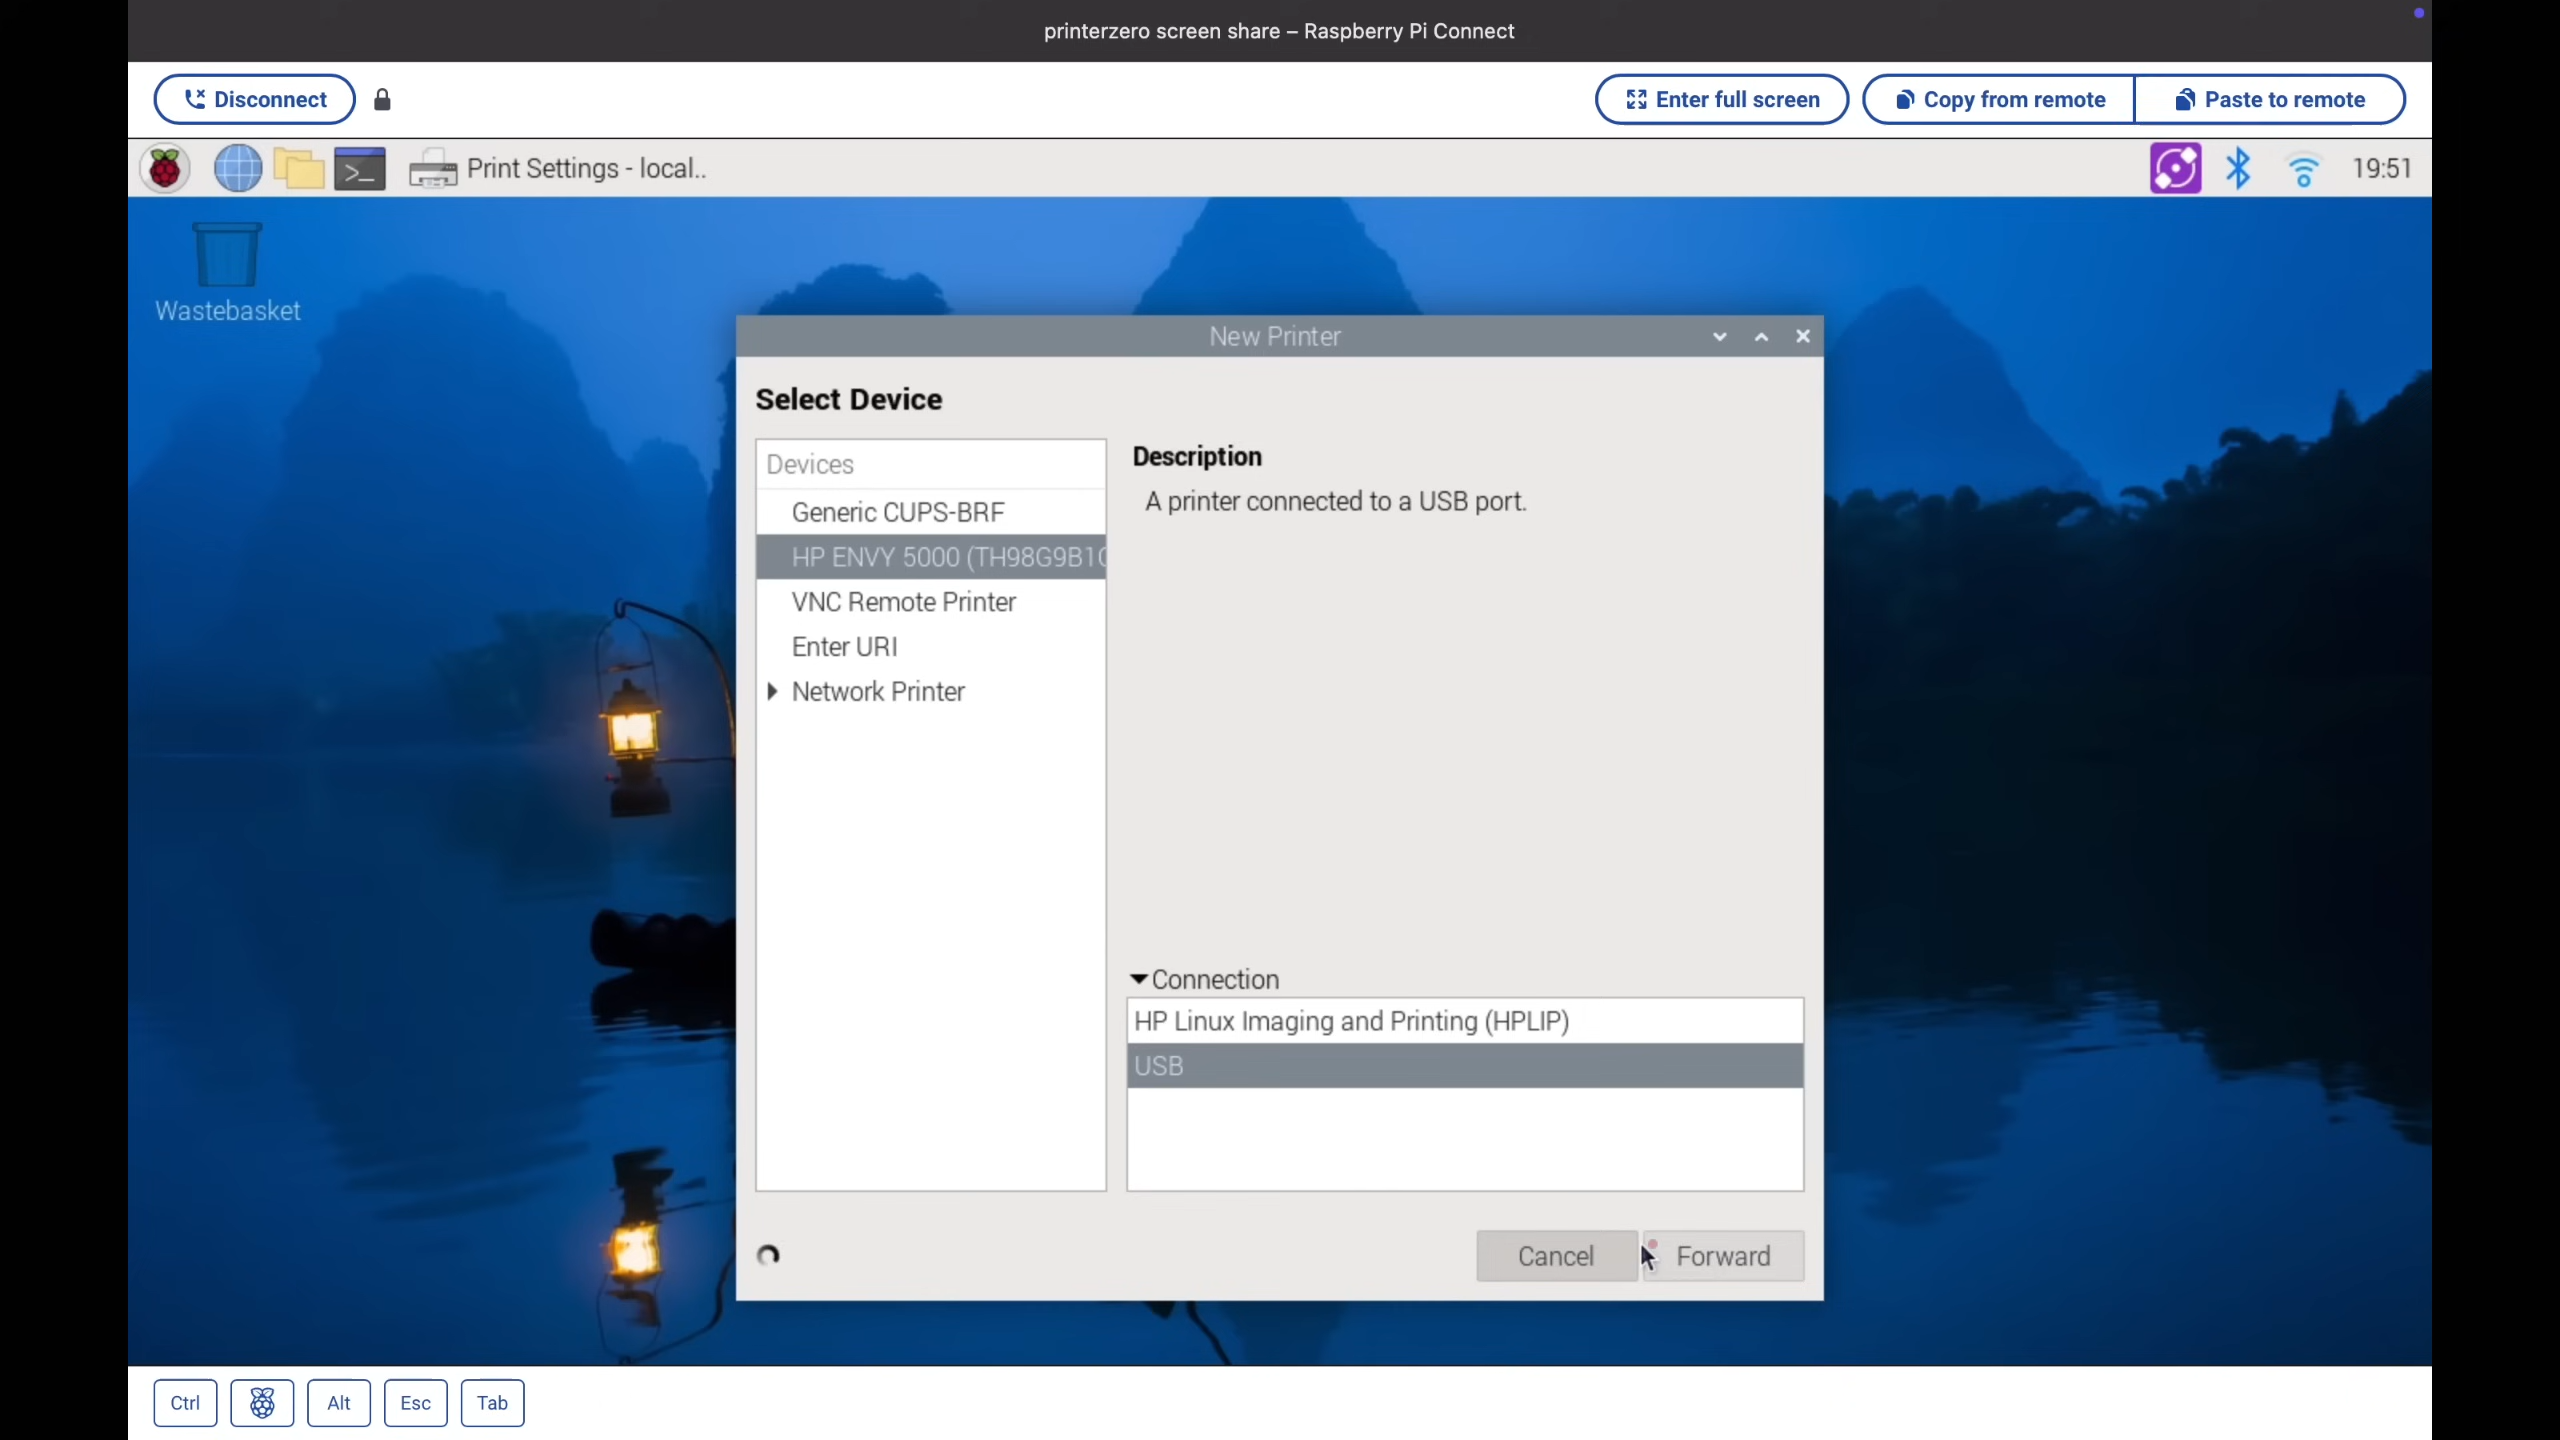 printerzero screen share – Raspberry Pi Connect
Disconnect
Enter full screen
Copy from remote
Paste to remote
Print Settings - local..
19:51
Wastebasket
New Printer
Select Device
Devices
Generic CUPS-BRF
HP ENVY 5000 (TH98G9B1
VNC Remote Printer
Enter URI
Network Printer
Description
A printer connected to a USB port.
Connection
HP Linux Imaging and Printing (HPLIP)
USB
Cancel
Forward
Ctrl
Alt
Esc
Tab